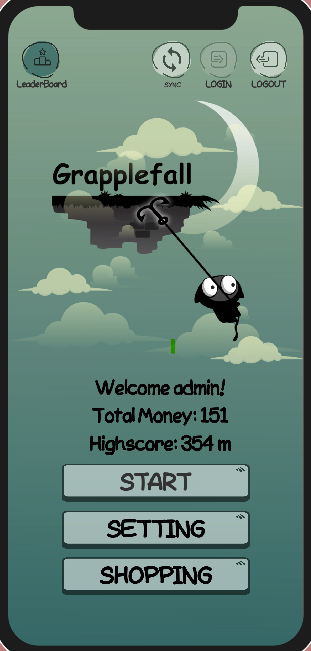 LeaderBoard
SYNC
LOGIN
LOGOUT
Grapplefall
Welcome admin!
Total Money: 151
Highscore: 354 m
START
SETTING
SHOPPING